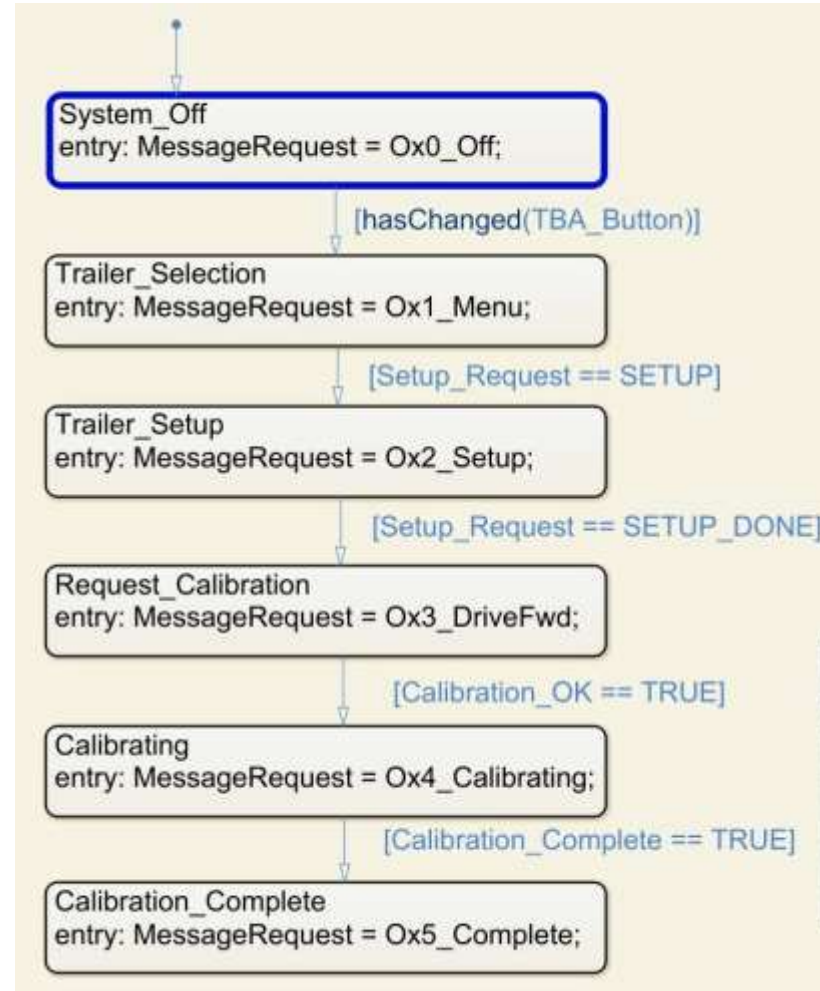 System_Off
entry: MessageRequest = Ox0_Off;
[hasChanged(TBA_Button)]
Trailer_Selection
entry: MessageRequest = Ox1_Menu;
[Setup_Request == SETUP]
Trailer_Setup
entry: MessageRequest = Ox2_Setup;
[Setup_Request == SETUP_DONE]
Request_Calibration
entry: MessageRequest = Ox3_DriveFwd;
[Calibration_OK == TRUE]
Calibrating
entry: MessageRequest = Ox4_Calibrating;
[Calibration_Complete == TRUE]
Calibration_Complete
entry: MessageRequest = Ox5_Complete;